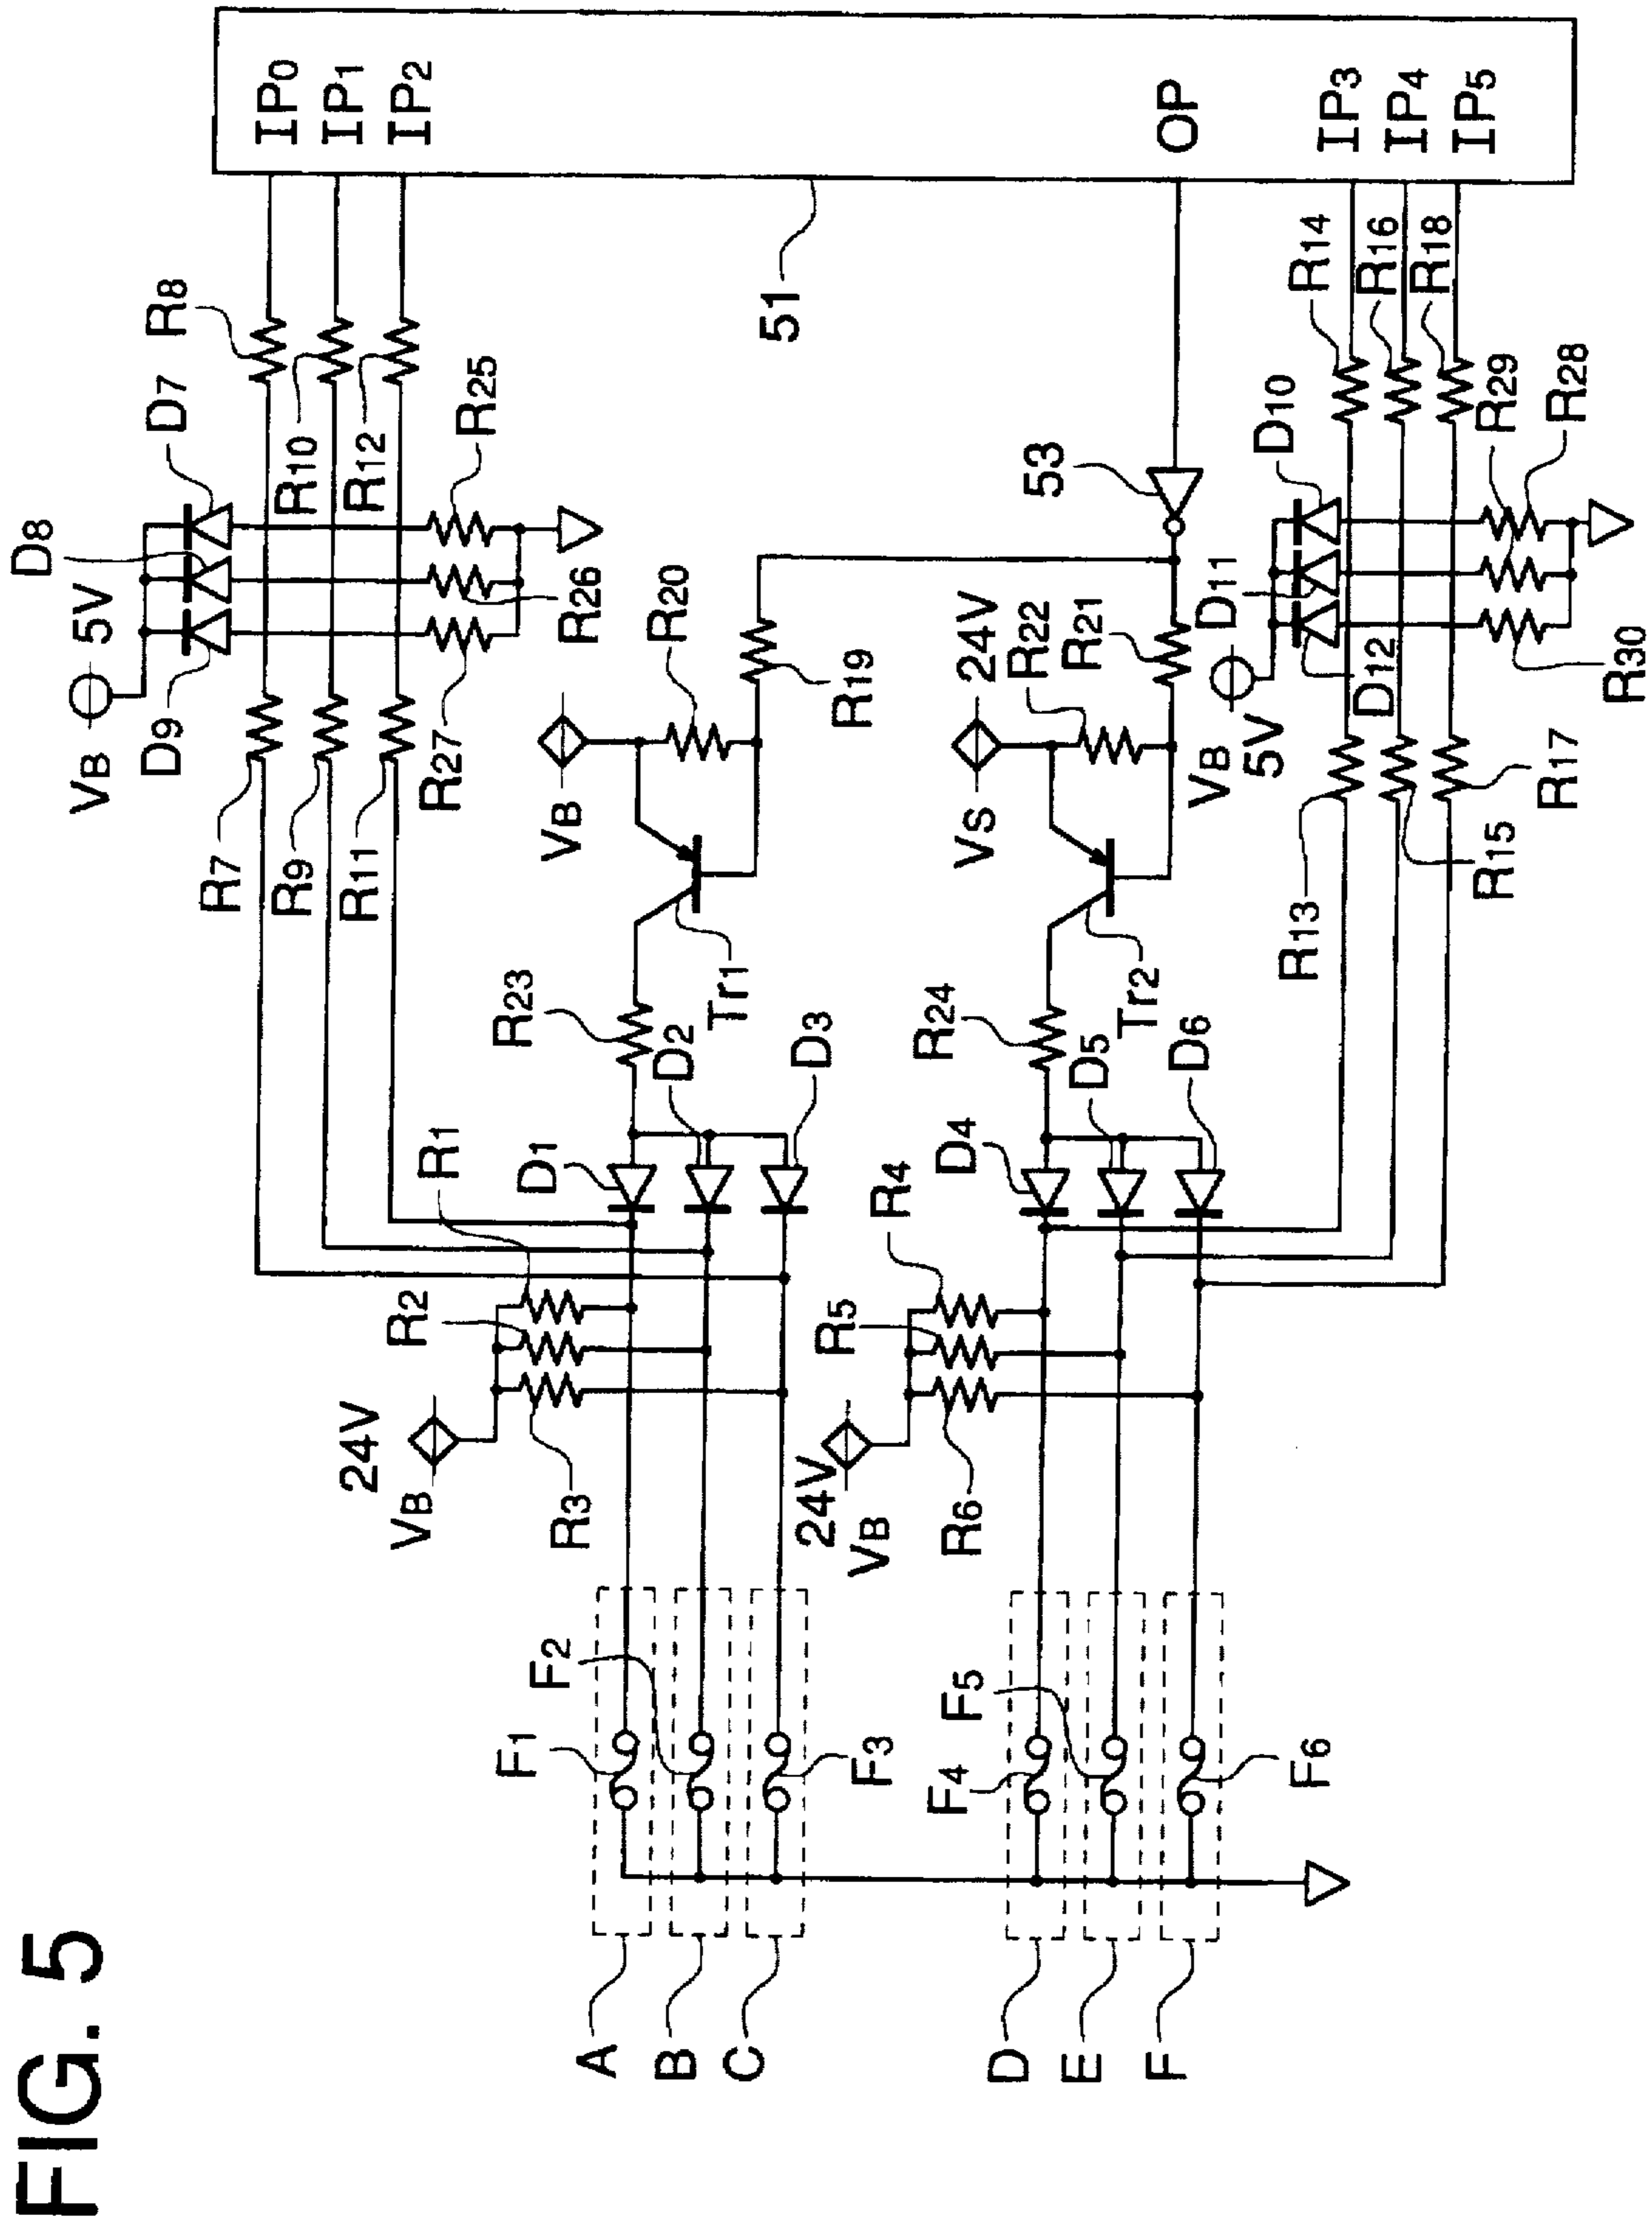 FIG. 5
A
B
C
D
E
F
F1
F2
F3
F4
F5
F6
24V
VB
R1
R2
R3
24V
VB
R4
R5
R6
D1
D2
D3
D4
D5
D6
R23
R24
Tr1
Tr2
VB
R20
R19
VS
24V
R22
R21
53
R7
R9
R11
VB 5V
D9
D8
D7
R27
R26
R25
R8
R10
R12
R13
R15
R17
VB
5V
D12
D11
D10
R30
R29
R28
R14
R16
R18
51
IP0
IP1
IP2
OP
IP3
IP4
IP5